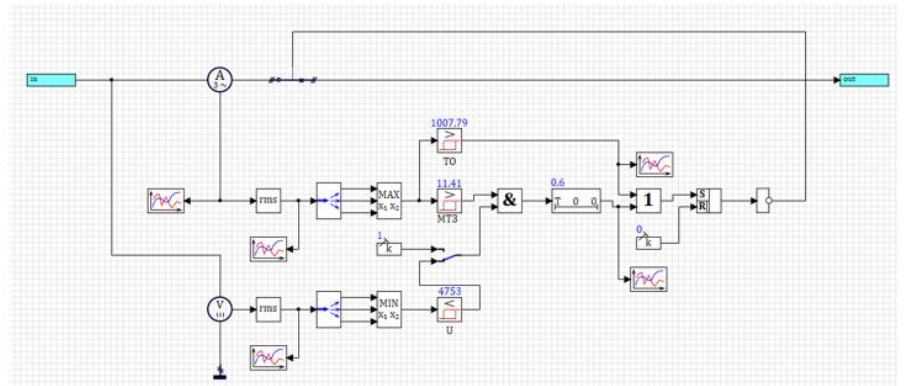 in
A
3~
out
1007.79
>
TO
rms
MAX
x₁ x₂
11.41
>
МТ3
&
0.6
T 0 0
1
S
R
1
k
0
k
V
rms
MIN
x₁ x₂
4753
<
U